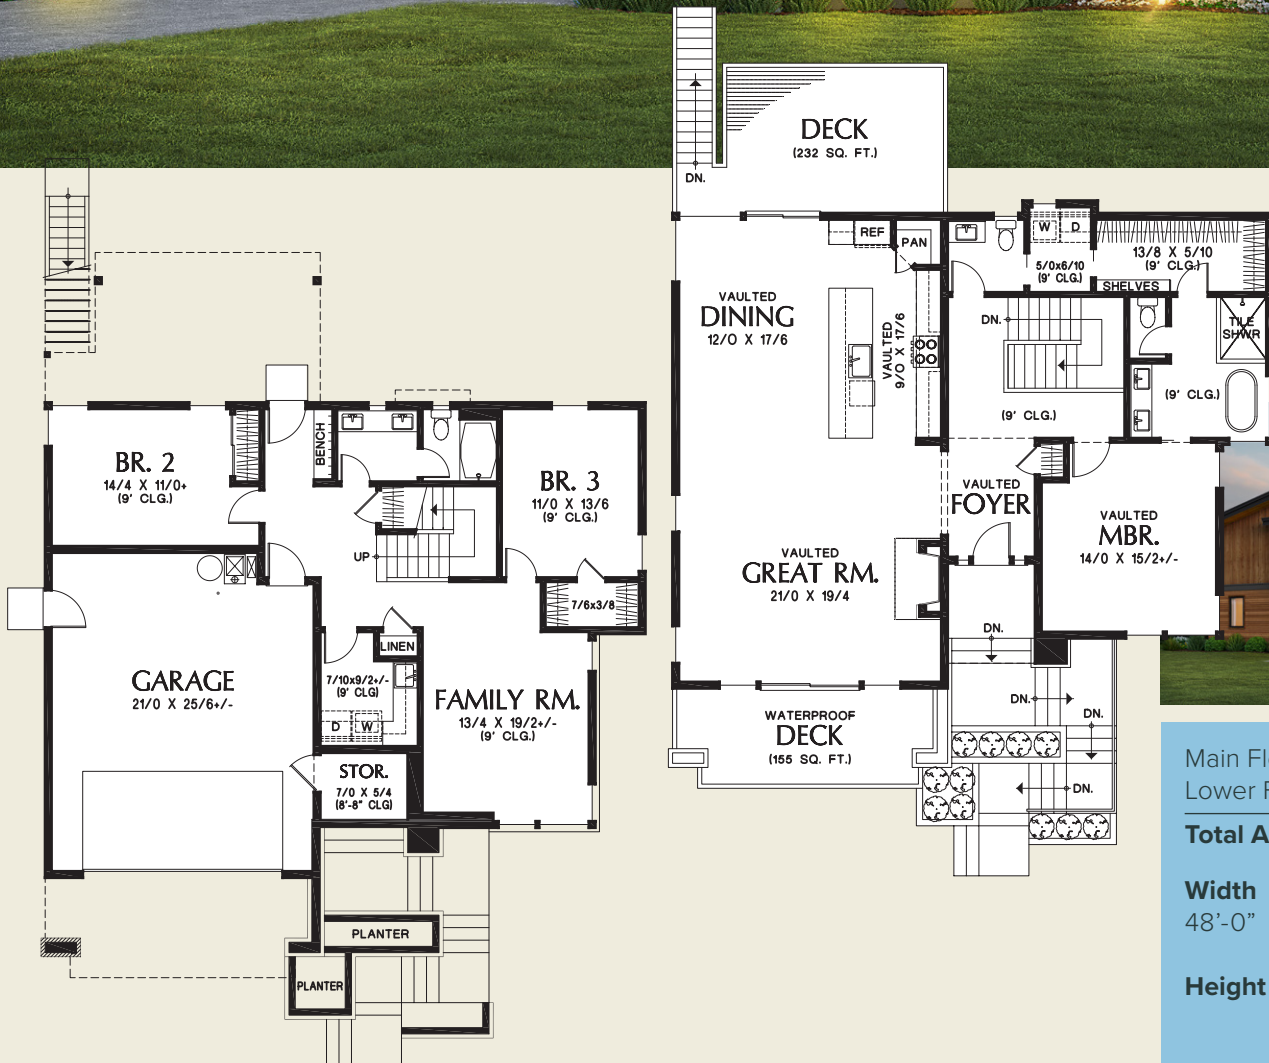 DECK
(232 SQ. FT.)
DN.
REF
PAN
W D
5/0x6/10
(9' CLG.)
13/8 X 5/10
(9' CLG.)
SHELVES
VAULTED
DINING
12/0 X 17/6
VAULTED
9/0 X 17/6
DN.
TILE
SHWR
(9' CLG.)
(9' CLG.)
VAULTED
FOYER
VAULTED
MBR.
14/0 X 15/2+/-
VAULTED
GREAT RM.
21/0 X 19/4
DN.
DN.
DN.
DN.
WATERPROOF
DECK
(155 SQ. FT.)
BR. 2
14/4 X 11/0+
(9' CLG.)
BENCH
BR. 3
11/0 X 13/6
(9' CLG.)
UP
7/6x3/8
LINEN
GARAGE
21/0 X 25/6+/-
7/10x9/2+/-
(9' CLG)
D W
FAMILY RM.
13/4 X 19/2+/-
(9' CLG.)
STOR.
7/0 X 5/4
(8'-8" CLG)
PLANTER
PLANTER
Main Fl
Lower F
Total A
Width
48'-0”
Height